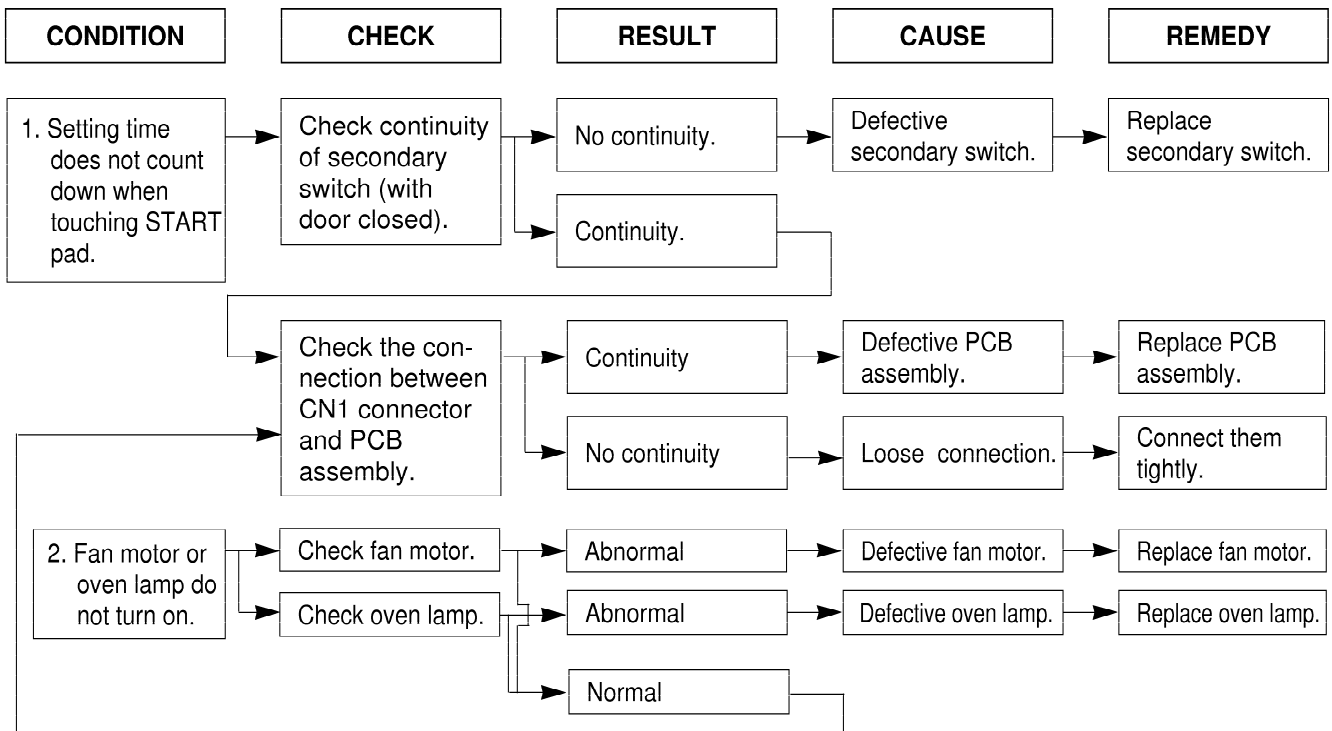 CONDITION
CHECK
RESULT
CAUSE
REMEDY
1. Setting time
does not count
down when
touching START
pad.
Check continuity
of secondary
switch (with
door closed).
No continuity.
Defective
secondary switch.
Replace
secondary switch.
Continuity.
Check the con-
nection between
CN1 connector
and PCB
assembly.
Continuity
Defective PCB
assembly.
Replace PCB
assembly.
No continuity
Loose connection.
Connect them
tightly.
2. Fan motor or
oven lamp do
not turn on.
Check fan motor.
Abnormal
Defective fan motor.
Replace fan motor.
Check oven lamp.
Abnormal
Defective oven lamp.
Replace oven lamp.
Normal